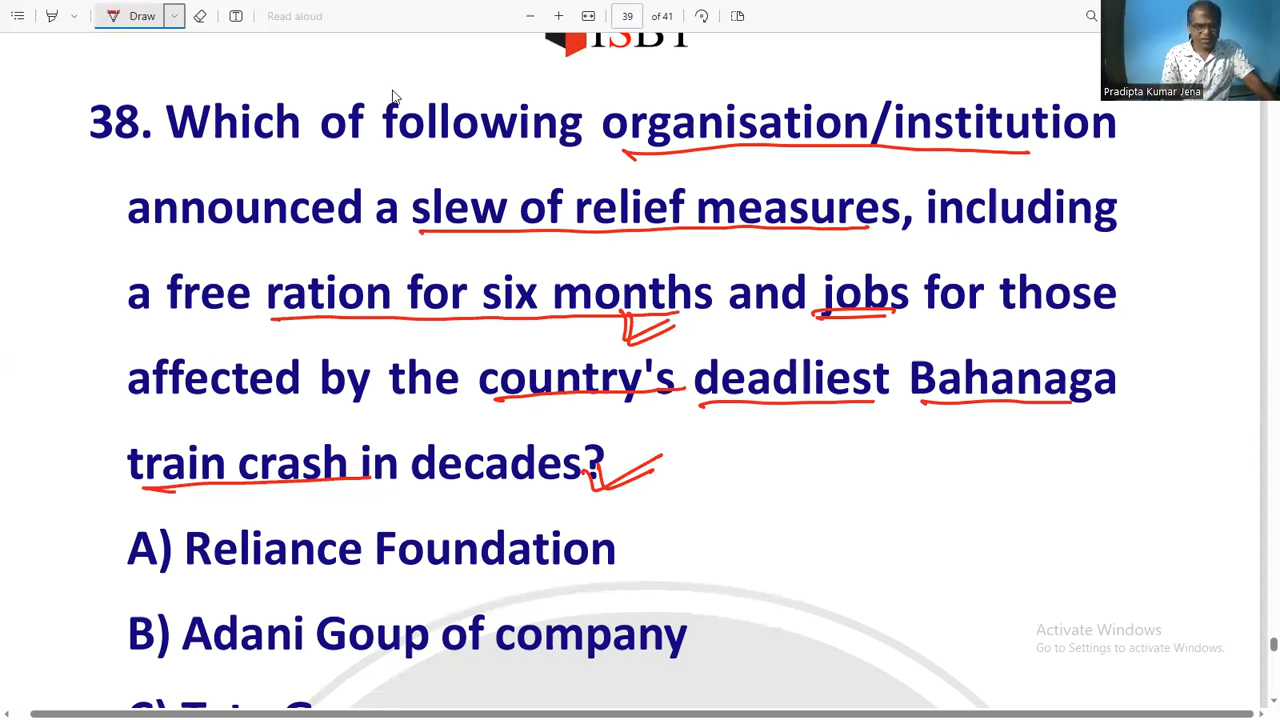 Draw
Read aloud
39 of 41
38. Which of following organisation/institution
announced a slew of relief measures, including
a free ration for six months and jobs for those
affected by the country's deadliest Bahanaga
train crash in decades?
A) Reliance Foundation
B) Adani Goup of company
Pradipta Kumar Jena
Activate Windows
Go to Settings to activate Windows.